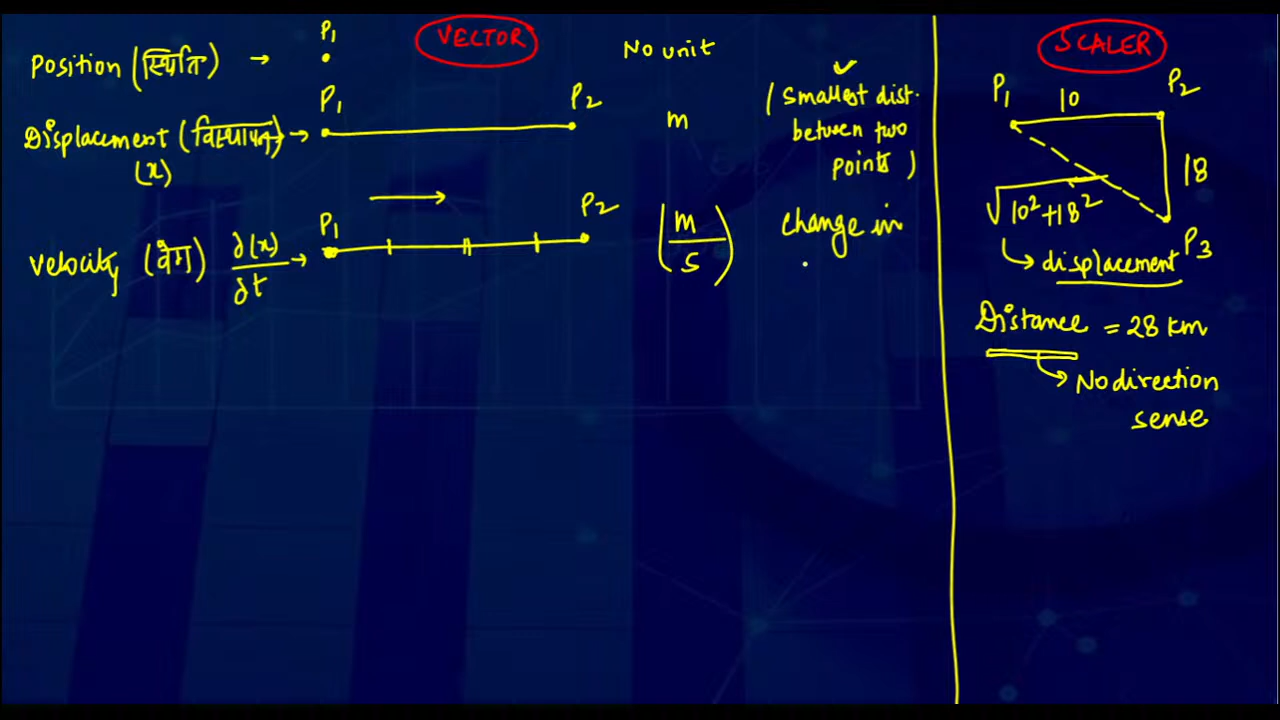 P1
VECTOR
No unit
SCALER
Position (स्थिति) →
P1
P2
Displacement (विस्थापन) →
(x)
m
(Smallest dist.
between two
points)
P1
10
P2
18
√10²+18²
P3
displacement
P1
P2
Velocity (वेग) ∂(x)/∂t →
(m/s)
change in
Distance = 28 km
No direction
sense